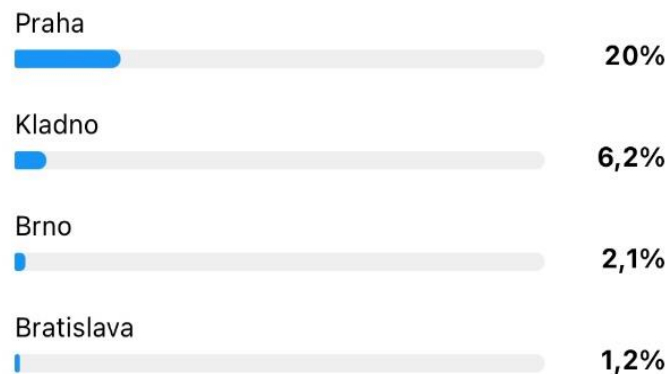 Praha
20%
Kladno
6,2%
Brno
2,1%
Bratislava
1,2%